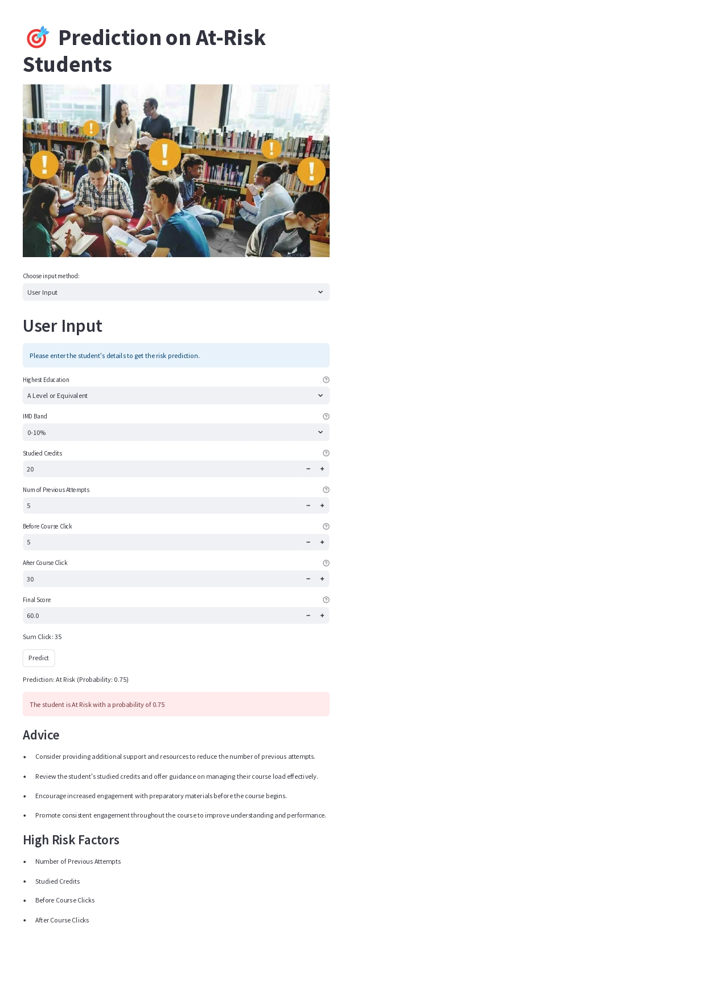 Prediction on At-Risk
Students
!
!
!
!
!
Choose input method:
User Input
User Input
Please enter the student's details to get the risk prediction.
Highest Education
A Level or Equivalent
IMD Band
0-10%
Studied Credits
20
Num of Previous Attempts
5
Before Course Click
5
After Course Click
30
Final Score
60.0
Sum Click: 35
Predict
Prediction: At Risk (Probability: 0.75)
The student is At Risk with a probability of 0.75
Advice
• Consider providing additional support and resources to reduce the number of previous attempts.
• Review the student's studied credits and offer guidance on managing their course load effectively.
• Encourage increased engagement with preparatory materials before the course begins.
• Promote consistent engagement throughout the course to improve understanding and performance.
High Risk Factors
• Number of Previous Attempts
• Studied Credits
• Before Course Clicks
• After Course Clicks